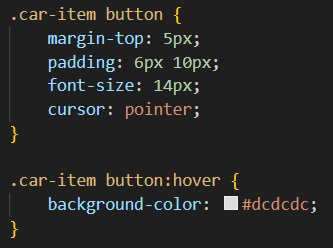 .car-item button {
    margin-top: 5px;
    padding: 6px 10px;
    font-size: 14px;
    cursor: pointer;
}

.car-item button:hover {
    background-color: #dcdcdc;
}